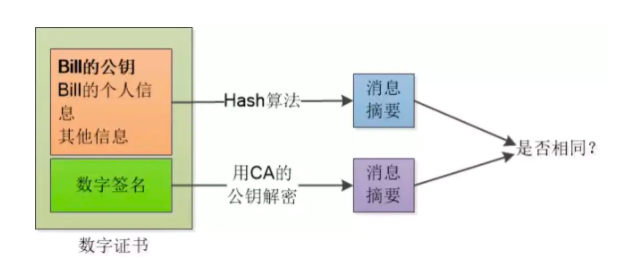 Bill的公钥
Bill的个人信
息
其他信息
Hash算法
消息
摘要
是否相同？
数字签名
用CA的
公钥解密
消息
摘要
数字证书